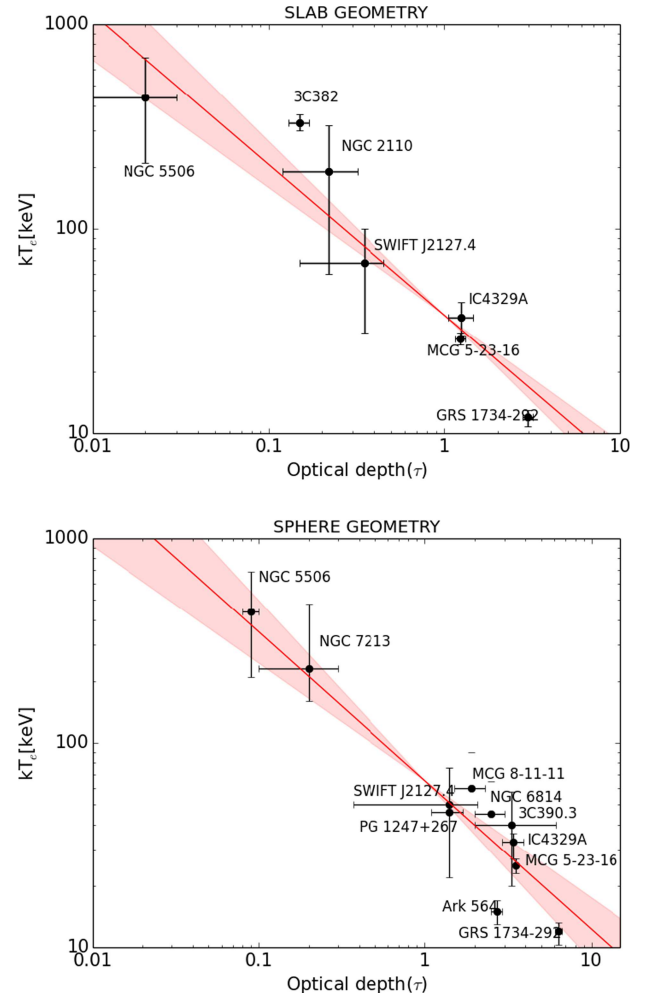 SLAB GEOMETRY
1000
3C382
NGC 2110
NGC 5506
100
SWIFT J2127.4
IC4329A
MCG 5-23-16
GRS 1734-292
10
0.01 0.1 1 10
kTe[keV]
Optical depth(τ)
SPHERE GEOMETRY
1000
NGC 5506
NGC 7213
100
MCG 8-11-11
SWIFT J2127.4
NGC 6814
3C390.3
PG 1247+267
IC4329A
MCG 5-23-16
Ark 564
GRS 1734-292
10
0.01 0.1 1 10
kTe[keV]
Optical depth(τ)